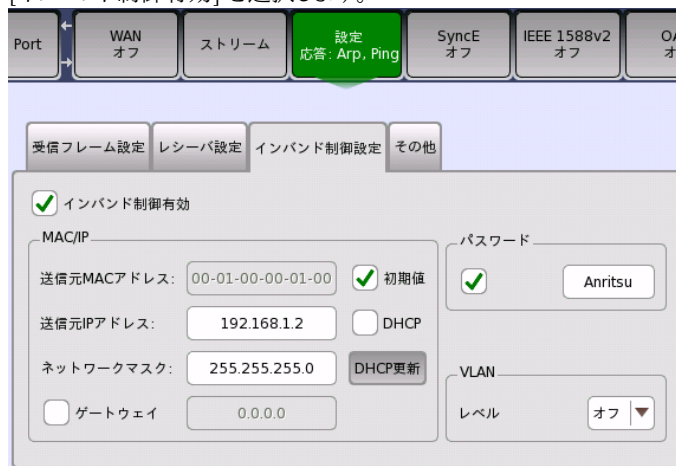 Port
WAN
オフ
ストリーム
設定
応答: Arp, Ping
SyncE
オフ
IEEE 1588v2
オフ
受信フレーム設定
レシーバ設定
インバンド制御設定
その他
インバンド制御有効
MAC/IP
送信元MACアドレス: 00-01-00-00-01-00 初期値
送信元IPアドレス: 192.168.1.2 DHCP
ネットワークマスク: 255.255.255.0 DHCP更新
ゲートウェイ 0.0.0.0
パスワード
Anritsu
VLAN
レベル オフ